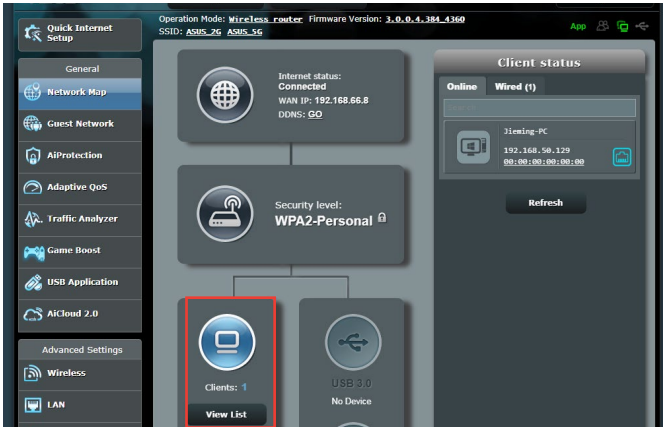 Quick Internet
Setup
General
Network Map
Guest Network
AiProtection
Adaptive QoS
Traffic Analyzer
Game Boost
USB Application
AiCloud 2.0
Advanced Settings
Wireless
LAN
Operation Mode: Wireless router Firmware Version: 3.0.0.4.384_4360
SSID: ASUS_2G ASUS_5G
App
Internet status:
Connected
WAN IP: 192.168.66.8
DDNS: GO
Security level:
WPA2-Personal
Clients: 1
View List
USB 3.0
No Device
Client status
Online Wired (1)
Jieming-PC
192.168.50.129
00:00:00:00:00:00
Refresh